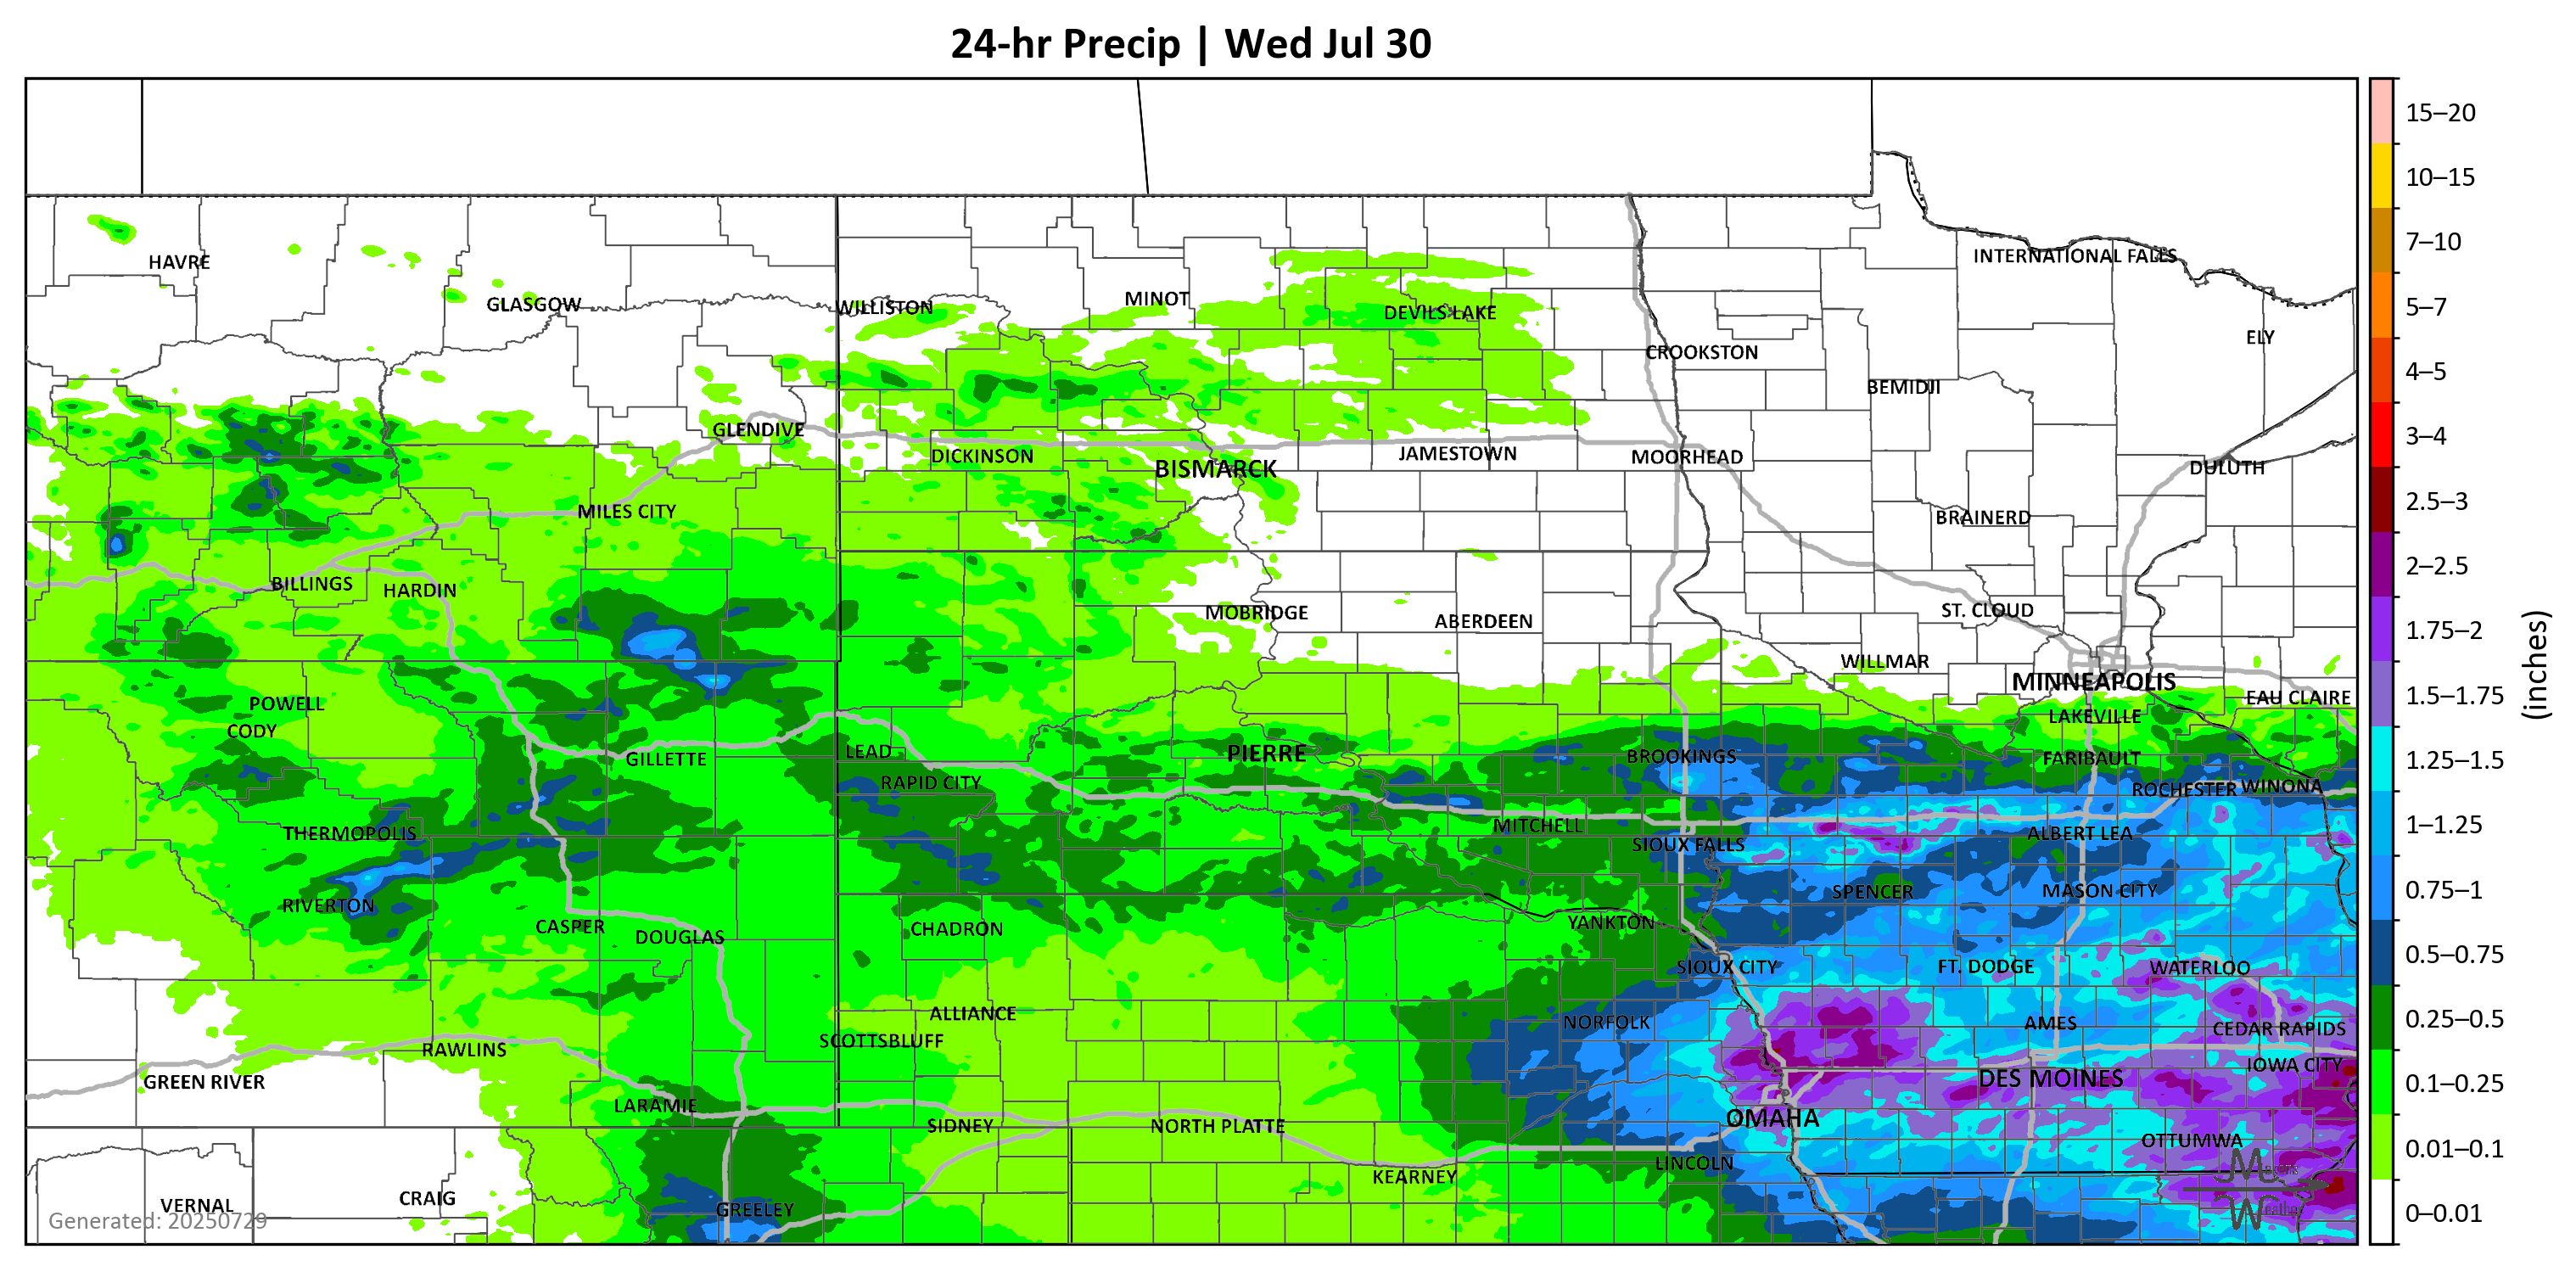 24-hr Precip | Wed Jul 30
15–20
10–15
7–10
5–7
4–5
3–4
2.5–3
2–2.5
1.75–2
1.5–1.75
1.25–1.5
1–1.25
0.75–1
0.5–0.75
0.25–0.5
0.1–0.25
0.01–0.1
0–0.01
(inches)
HAVRE
INTERNATIONAL FALLS
GLASGOW
WILLISTON
MINOT
DEVILS LAKE
ELY
CROOKSTON
BEMIDJI
GLENDIVE
DICKINSON
BISMARCK
JAMESTOWN
MOORHEAD
DULUTH
MILES CITY
BRAINERD
BILLINGS
HARDIN
MOBRIDGE
ABERDEEN
ST. CLOUD
WILLMAR
MINNEAPOLIS
EAU CLAIRE
POWELL
CODY
LAKEVILLE
GILLETTE
LEAD
PIERRE
BROOKINGS
FARIBAULT
RAPID CITY
ROCHESTER
WINONA
THERMOPOLIS
MITCHELL
SIOUX FALLS
ALBERT LEA
RIVERTON
SPENCER
MASON CITY
CASPER
DOUGLAS
CHADRON
YANKTON
SIOUX CITY
FT. DODGE
WATERLOO
ALLIANCE
NORFOLK
AMES
CEDAR RAPIDS
SCOTTSBLUFF
RAWLINS
IOWA CITY
GREEN RIVER
DES MOINES
LARAMIE
SIDNEY
NORTH PLATTE
OMAHA
OTTUMWA
LINCOLN
KEARNEY
VERNAL
CRAIG
GREELEY
Generated: 20250729
Weather